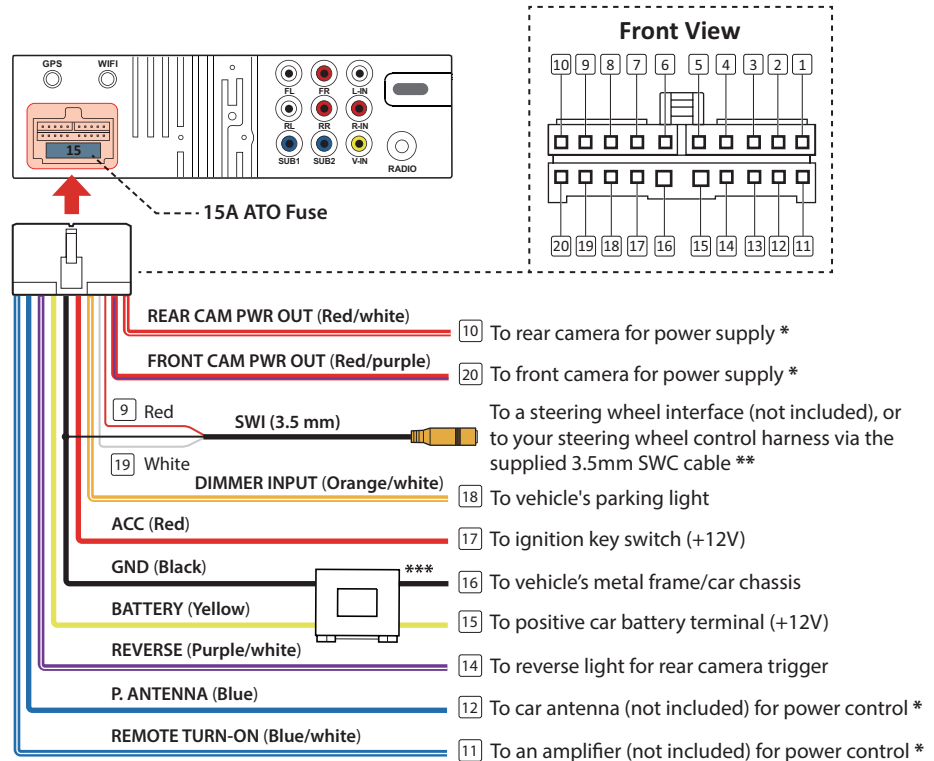 Front View
10 9 8 7 6 5 4 3 2 1
20 19 18 17 16 15 14 13 12 11
GPS WIFI
FL FR L-IN
RL RR R-IN
SUB1 SUB2 V-IN
RADIO
15
15A ATO Fuse
REAR CAM PWR OUT (Red/white)
10 To rear camera for power supply *
FRONT CAM PWR OUT (Red/purple)
20 To front camera for power supply *
9 Red
SWI (3.5 mm)
19 White
To a steering wheel interface (not included), or
to your steering wheel control harness via the
supplied 3.5mm SWC cable **
DIMMER INPUT (Orange/white)
18 To vehicle's parking light
ACC (Red)
17 To ignition key switch (+12V)
GND (Black)
***
16 To vehicle’s metal frame/car chassis
BATTERY (Yellow)
15 To positive car battery terminal (+12V)
REVERSE (Purple/white)
14 To reverse light for rear camera trigger
P. ANTENNA (Blue)
12 To car antenna (not included) for power control *
REMOTE TURN-ON (Blue/white)
11 To an amplifier (not included) for power control *